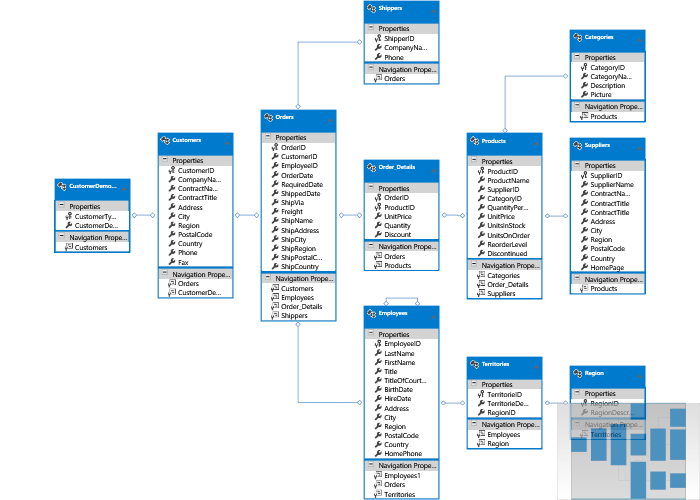 CustomerDemo...
Properties
CustomerTy...
CustomerDe...
Navigation Prope...
Customers
Customers
Properties
CustomerID
CompanyNa...
ContractNa...
ContractTitle
Address
City
Region
PostalCode
Country
Phone
Fax
Navigation Prope...
Orders
CustomerDe...
Orders
Properties
OrderID
CustomerID
EmployeeID
OrderDate
RequiredDate
ShippedDate
ShipVia
Freight
ShipName
ShipAddress
ShipCity
ShipRegion
ShipPostalC...
ShipCountry
Navigation Prope...
Customers
Employees
Order_Details
Shippers
Shippers
Properties
ShipperID
CompanyNa...
Phone
Navigation Prope...
Orders
Order_Details
Properties
OrderID
ProductID
UnitPrice
Quantity
Discount
Navigation Prope...
Orders
Products
Employees
Properties
EmployeeID
LastName
FirstName
Title
TitleOfCourt...
BirthDate
HireDate
Address
City
Region
PostalCode
Country
HomePhone
Navigation Prope...
Employees1
Orders
Territories
Products
Properties
ProductID
ProductName
SupplierID
CategoryID
QuantityPer...
UnitPrice
UnitsInStock
UnitsOnOrder
ReorderLevel
Discontinued
Navigation Prope...
Categories
Order_Details
Suppliers
Territories
Properties
TerritorieID
TerritorieDe...
RegionID
Navigation Prope...
Employees
Region
Categories
Properties
CategoryID
CategoryNa...
Description
Picture
Navigation Prope...
Products
Suppliers
Properties
SupplierID
SupplierName
ContractNa...
ContractTitle
ContractTitle
Address
City
Region
PostalCode
Country
HomePage
Navigation Prope...
Products
Region
Properties
RegionID
RegionDescr...
Navigation Prope...
Territories